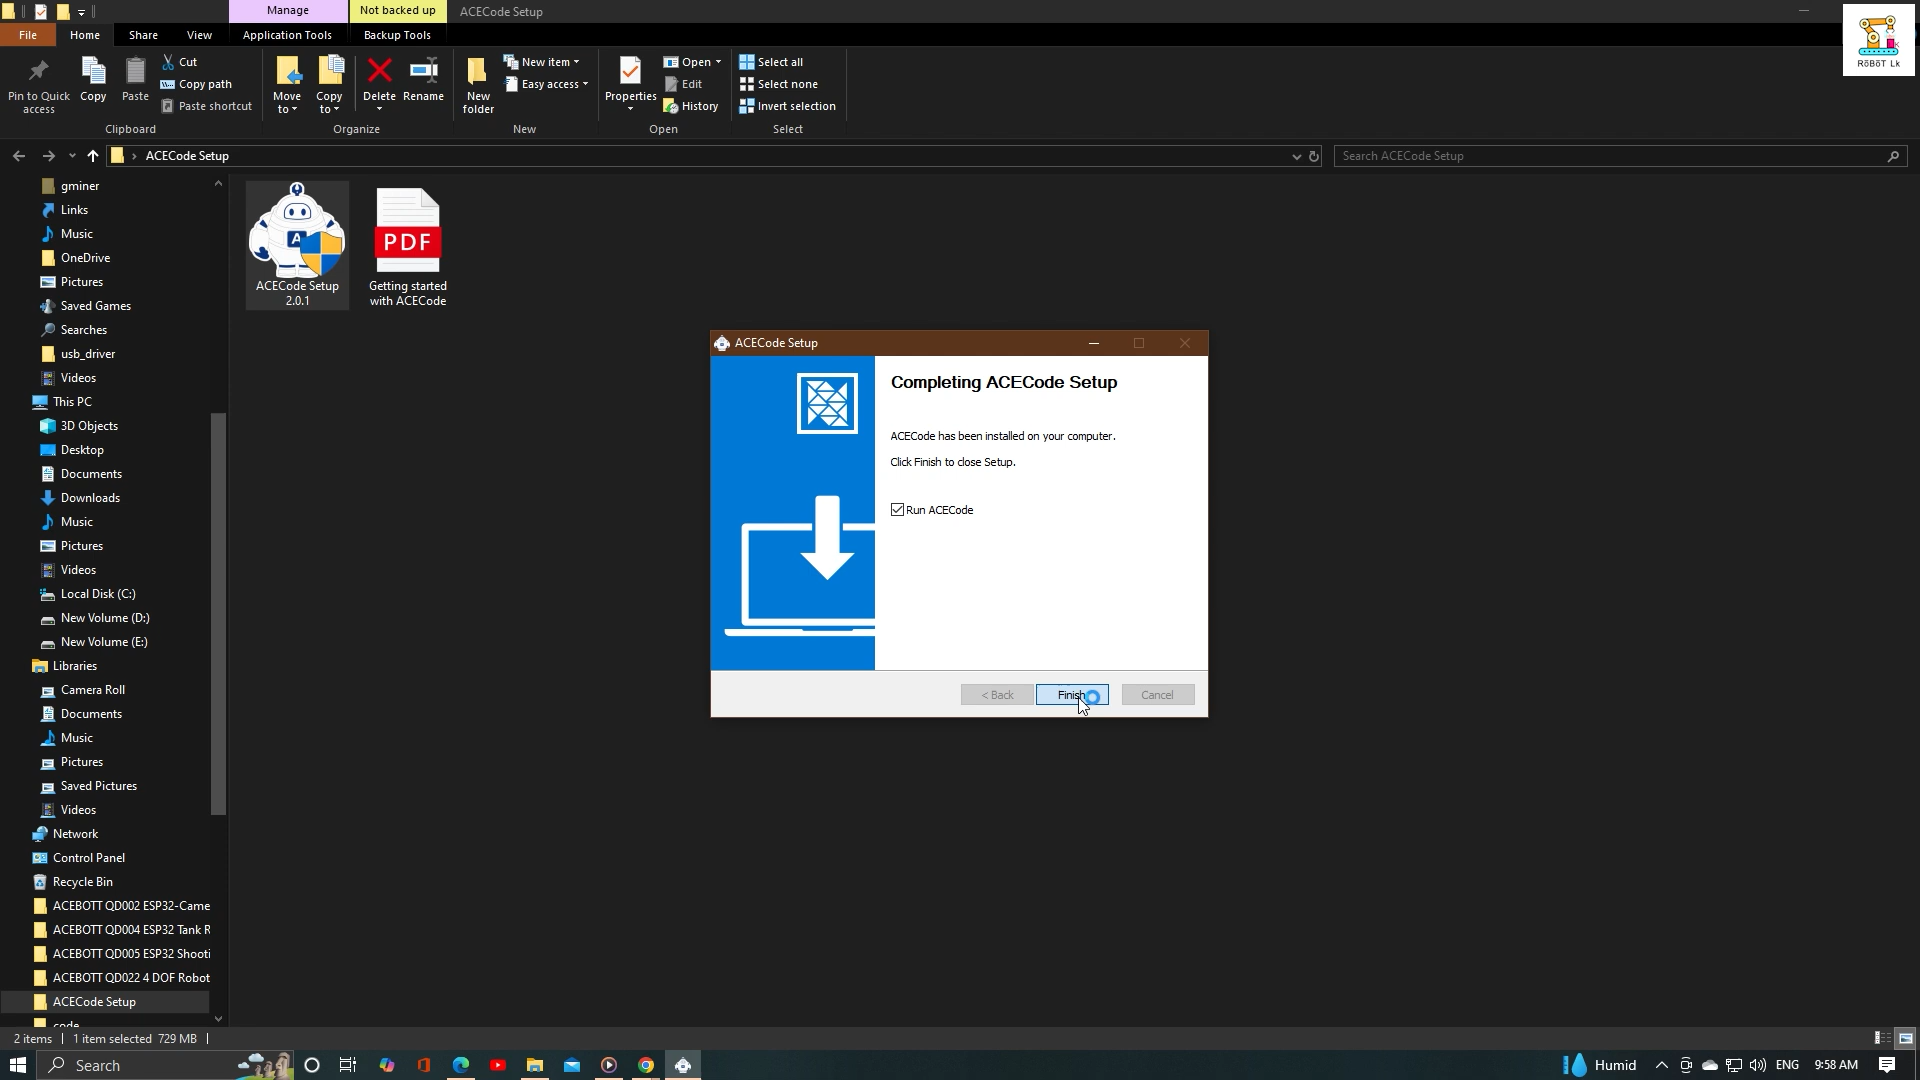 Manage
Not backed up
ACECode Setup
File
Home
Share
View
Application Tools
Backup Tools
Pin to Quick
access
Copy
Paste
Cut
Copy path
Paste shortcut
Clipboard
Move
to
Copy
to
Delete
Rename
Organize
New
folder
New item
Easy access
New
Properties
Open
Edit
History
Open
Select all
Select none
Invert selection
Select
RöBöT Lk
ACECode Setup
Search ACECode Setup
gminer
Links
Music
OneDrive
Pictures
Saved Games
Searches
usb_driver
Videos
This PC
3D Objects
Desktop
Documents
Downloads
Music
Pictures
Videos
Local Disk (C:)
New Volume (D:)
New Volume (E:)
Libraries
Camera Roll
Documents
Music
Pictures
Saved Pictures
Videos
Network
Control Panel
Recycle Bin
ACEBOTT QD002 ESP32-Came
ACEBOTT QD004 ESP32 Tank R
ACEBOTT QD005 ESP32 Shooti
ACEBOTT QD022 4 DOF Robot
ACECode Setup
code
A
ACECode Setup
2.0.1
PDF
Getting started
with ACECode
ACECode Setup
Completing ACECode Setup
ACECode has been installed on your computer.
Click Finish to close Setup.
Run ACECode
< Back
Finish
Cancel
2 items
1 item selected 729 MB
Search
Humid
ENG
9:58 AM